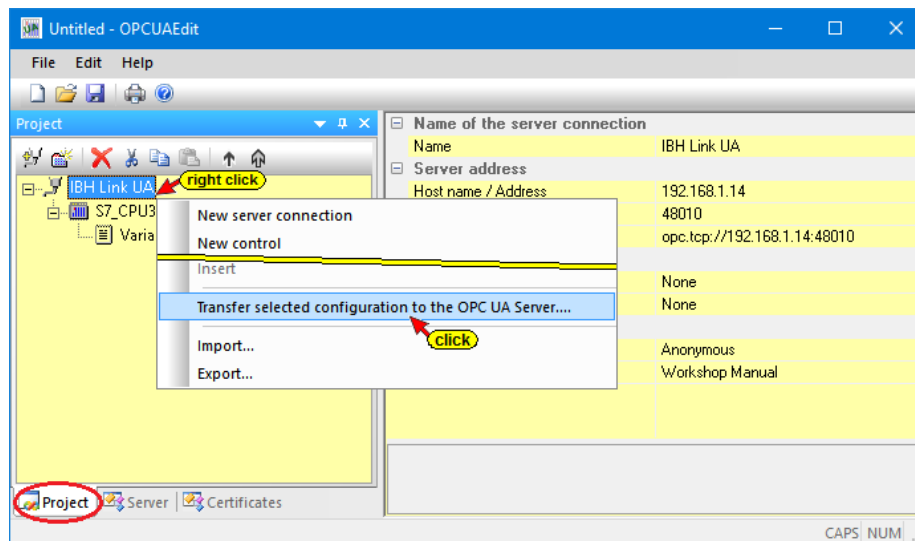 Untitled - OPCUAEdit
File Edit Help
Project
Name of the server connection
Name IBH Link UA
Server address
Host name / Address 192.168.1.14
48010
opc.tcp://192.168.1.14:48010
None
None
Anonymous
Workshop Manual
IBH Link UA right click
S7_CPU3
Varia
New server connection
New control
Insert
Transfer selected configuration to the OPC UA Server....
click
Import...
Export...
Project Server Certificates
CAPS NUM